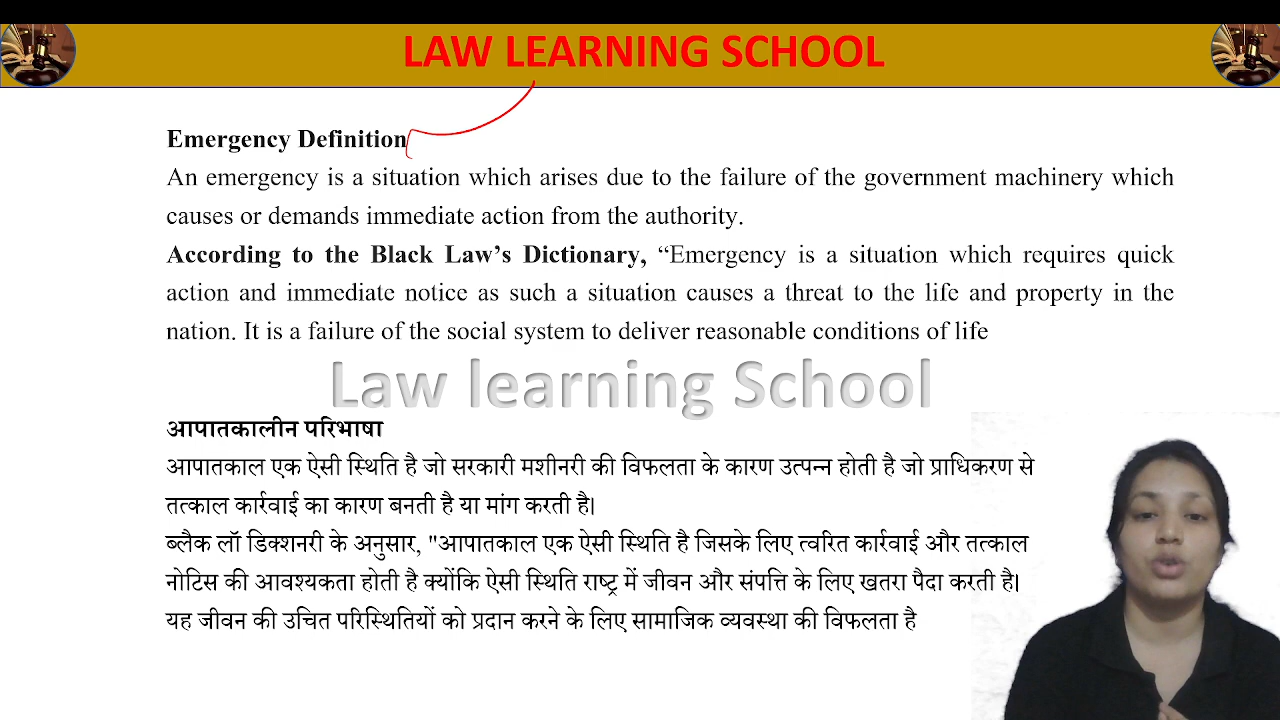 LAW LEARNING SCHOOL
Emergency Definition
An emergency is a situation which arises due to the failure of the government machinery which
causes or demands immediate action from the authority.
According to the Black Law’s Dictionary, “Emergency is a situation which requires quick
action and immediate notice as such a situation causes a threat to the life and property in the
nation. It is a failure of the social system to deliver reasonable conditions of life
Law learning School
आपातकालीन परिभाषा
आपातकाल एक ऐसी स्थिति है जो सरकारी मशीनरी की विफलता के कारण उत्पन्न होती है जो प्राधिकरण से
तत्काल कार्रवाई का कारण बनती है या मांग करती है।
ब्लैक लॉ डिक्शनरी के अनुसार, "आपातकाल एक ऐसी स्थिति है जिसके लिए त्वरित कार्रवाई और तत्काल
नोटिस की आवश्यकता होती है क्योंकि ऐसी स्थिति राष्ट्र में जीवन और संपत्ति के लिए खतरा पैदा करती है।
यह जीवन की उचित परिस्थितियों को प्रदान करने के लिए सामाजिक व्यवस्था की विफलता है